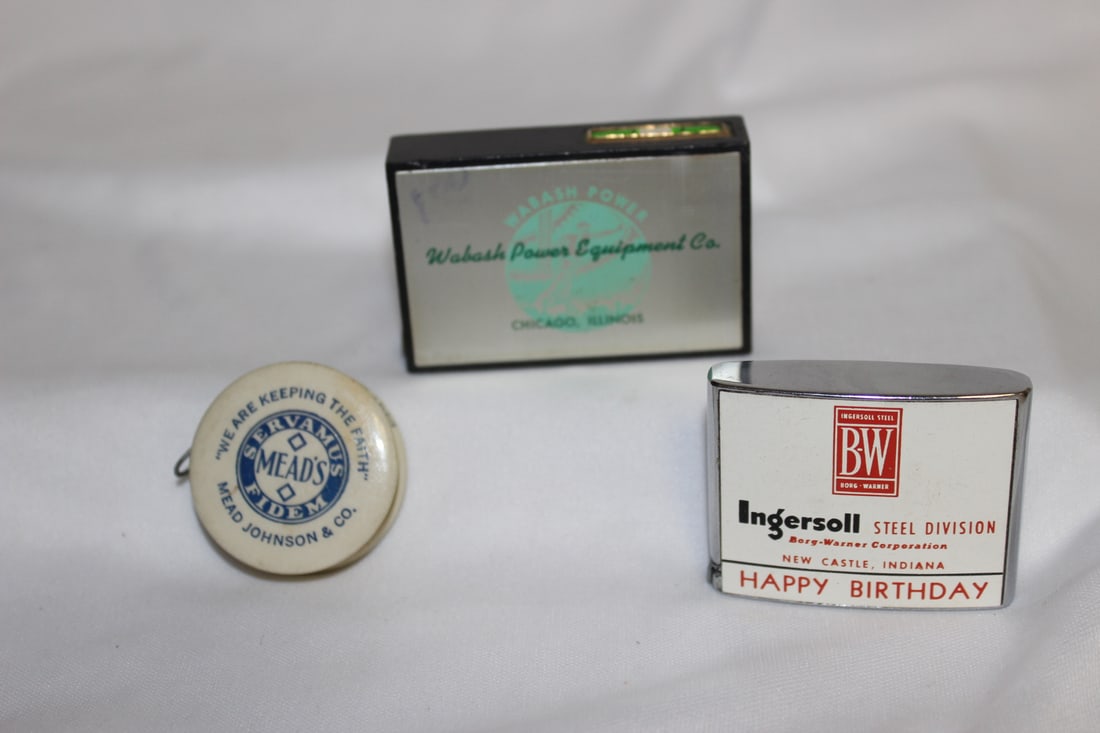 WABASH POWER
Wabash Power Equipment Co.
CHICAGO, ILLINOIS
"WE ARE KEEPING THE FAITH"
SERVAMUS
MEAD'S
FIDEM
MEAD JOHNSON & CO.
INGERSOLL STEEL
B-W
BORG-WARNER
Ingersoll STEEL DIVISION
Borg-Warner Corporation
NEW CASTLE, INDIANA
HAPPY BIRTHDAY